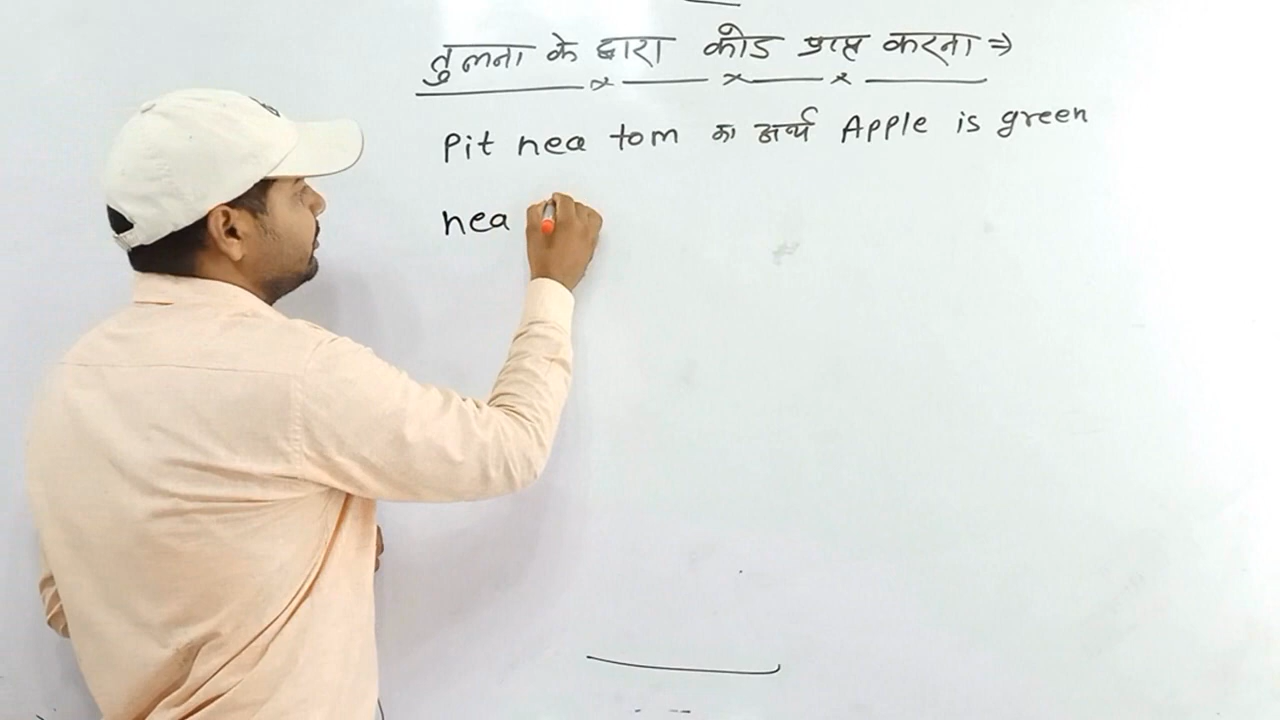 तुलना के द्वारा कोड प्राप्त करना ⇒
Pit nea tom का अर्थ Apple is green
nea